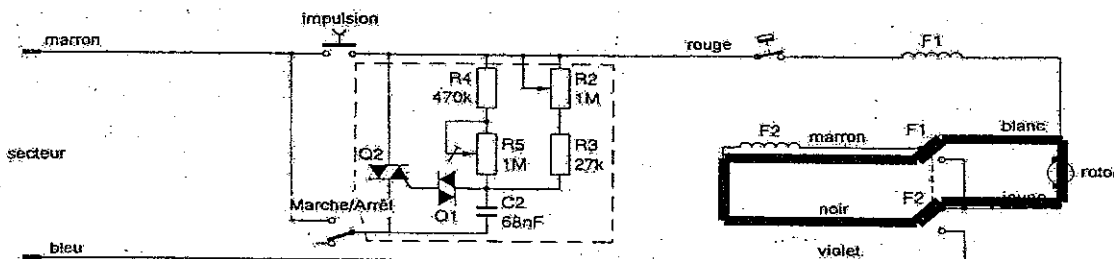 impulsion
marron
rouge
F1
R4
470k
R2
1M
F2
marron
F1
blanc
secteur
Q2
R5
1M
R3
27k
rotor
Marche/Arrêt
Q1
C2
68nF
noir
F2
bleu
violet